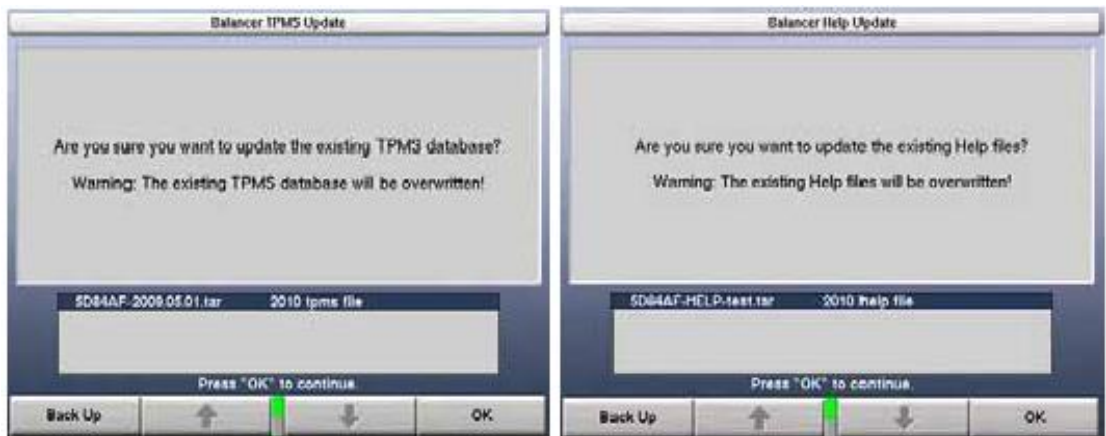 Balancer TPMS Update
Are you sure you want to update the existing TPMS database?
Warning: The existing TPMS database will be overwritten!
5D84AF-2009.05.01.tar 2010 tpms file
Press "OK" to continue.
Back Up OK
Balancer Help Update
Are you sure you want to update the existing Help files?
Warning: The existing Help files will be overwritten!
5D84AF-HELP-test.tar 2010 help file
Press "OK" to continue.
Back Up OK